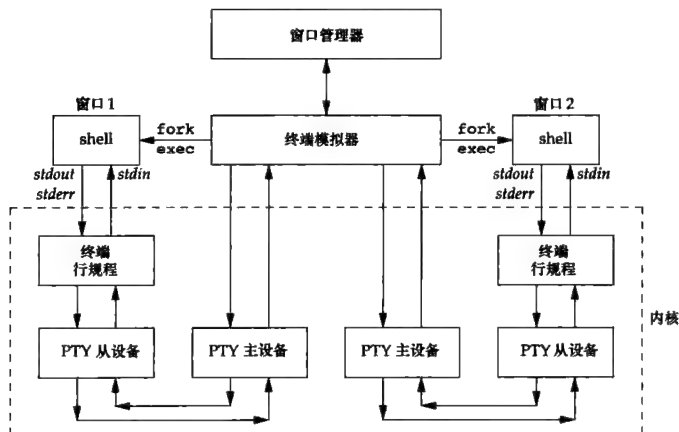 窗口管理器
窗口1
窗口2
shell
fork
exec
终端模拟器
fork
exec
shell
stdout
stderr
stdin
stdout
stderr
stdin
终端
行规程
终端
行规程
内核
PTY 从设备
PTY 主设备
PTY 主设备
PTY 从设备